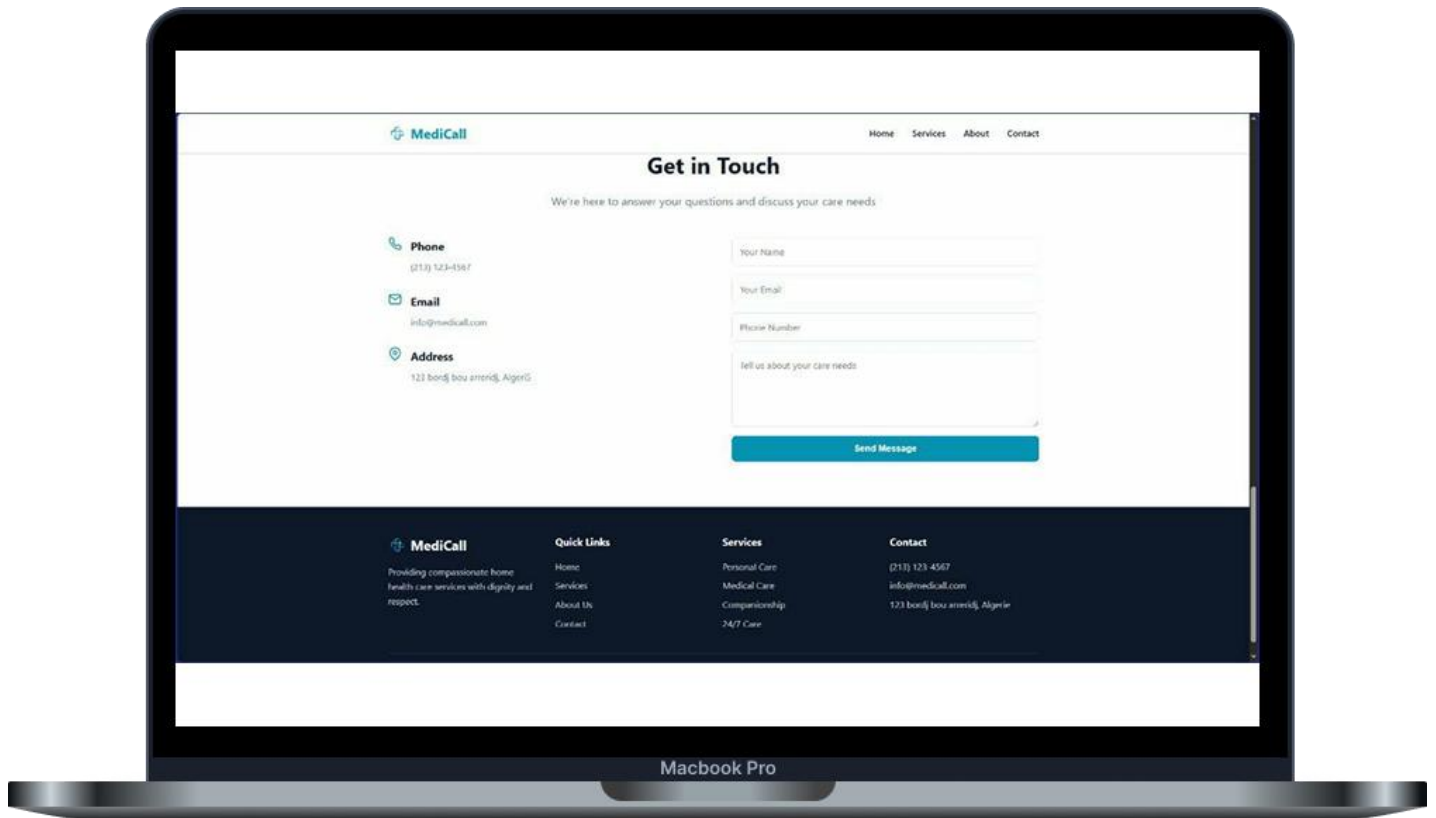 MediCall
Home Services About Contact
Get in Touch
We're here to answer your questions and discuss your care needs
Phone
(213) 123-4567
Email
info@medicall.com
Address
123 bordj bou arreridj,
Your Name
Your Email
Phone Number
Tell us about your care needs
Send Message
MediCall
Providing compassionate home
health care services with dignity and
respect.
Quick Links
Home
Services
About Us
Contact
Services
Personal Care
Medical Care
Companionship
24/7 Care
Contact
(213) 123-4567
info@medicall.com
123 bordj bou arreridj, Algerie
Macbook Pro